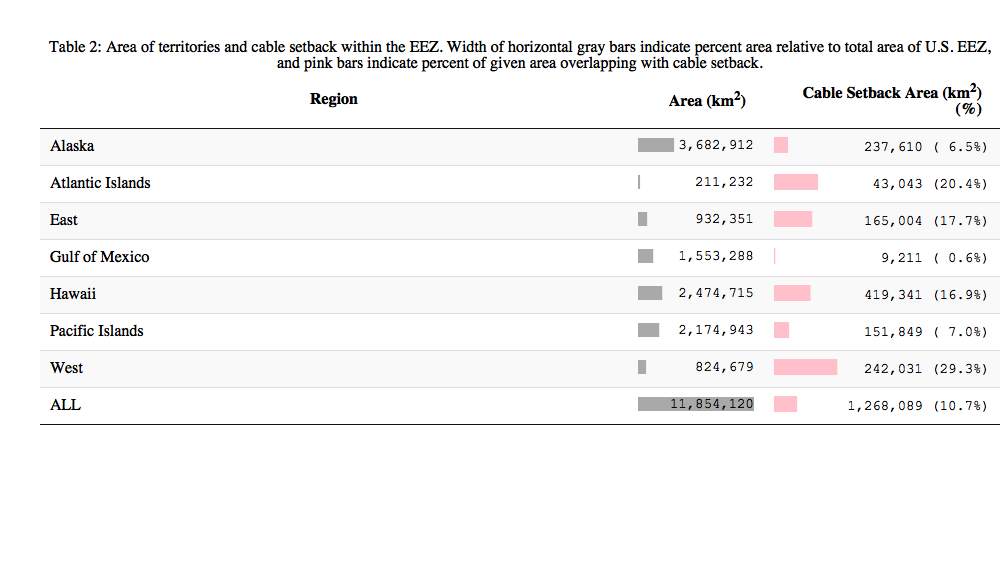 Table 2: Area of territories and cable setback within the EEZ. Width of horizontal gray bars indicate percent area relative to total area of U.S. EEZ,
and pink bars indicate percent of given area overlapping with cable setback.
Region Area (km²) Cable Setback Area (km²)
(%)
Alaska 3,682,912 237,610 ( 6.5%)
Atlantic Islands 211,232 43,043 (20.4%)
East 932,351 165,004 (17.7%)
Gulf of Mexico 1,553,288 9,211 ( 0.6%)
Hawaii 2,474,715 419,341 (16.9%)
Pacific Islands 2,174,943 151,849 ( 7.0%)
West 824,679 242,031 (29.3%)
ALL 11,854,120 1,268,089 (10.7%)